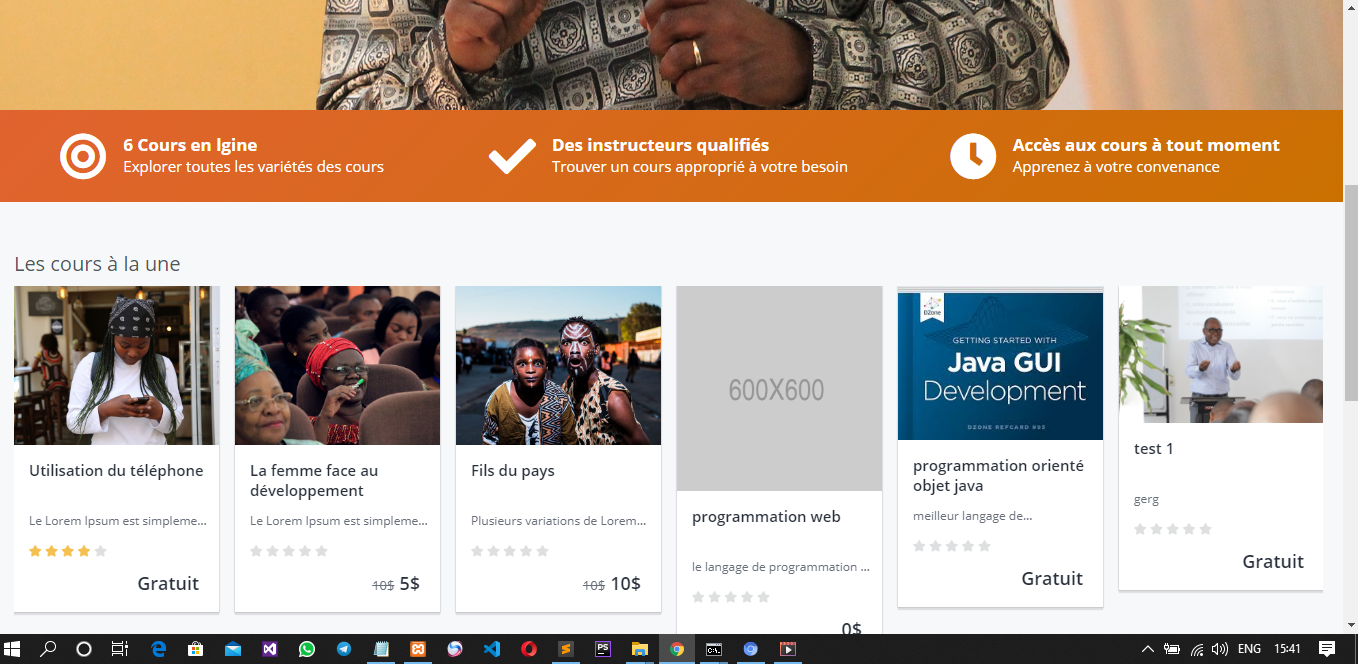 6 Cours en lgine
Explorer toutes les variétés des cours
Des instructeurs qualifiés
Trouver un cours approprié à votre besoin
Accès aux cours à tout moment
Apprenez à votre convenance
Les cours à la une
Utilisation du téléphone
Le Lorem Ipsum est simpleme...
Gratuit
La femme face au
développement
Le Lorem Ipsum est simpleme...
10$ 5$
Fils du pays
Plusieurs variations de Lorem...
10$ 10$
600X600
programmation web
le langage de programmation ...
0$
DZone
GETTING STARTED WITH
Java GUI
Development
DZONE REFCARD #93
programmation orienté
objet java
meilleur langage de...
Gratuit
test 1
gerg
Gratuit
PS
C:\
ENG
15:41